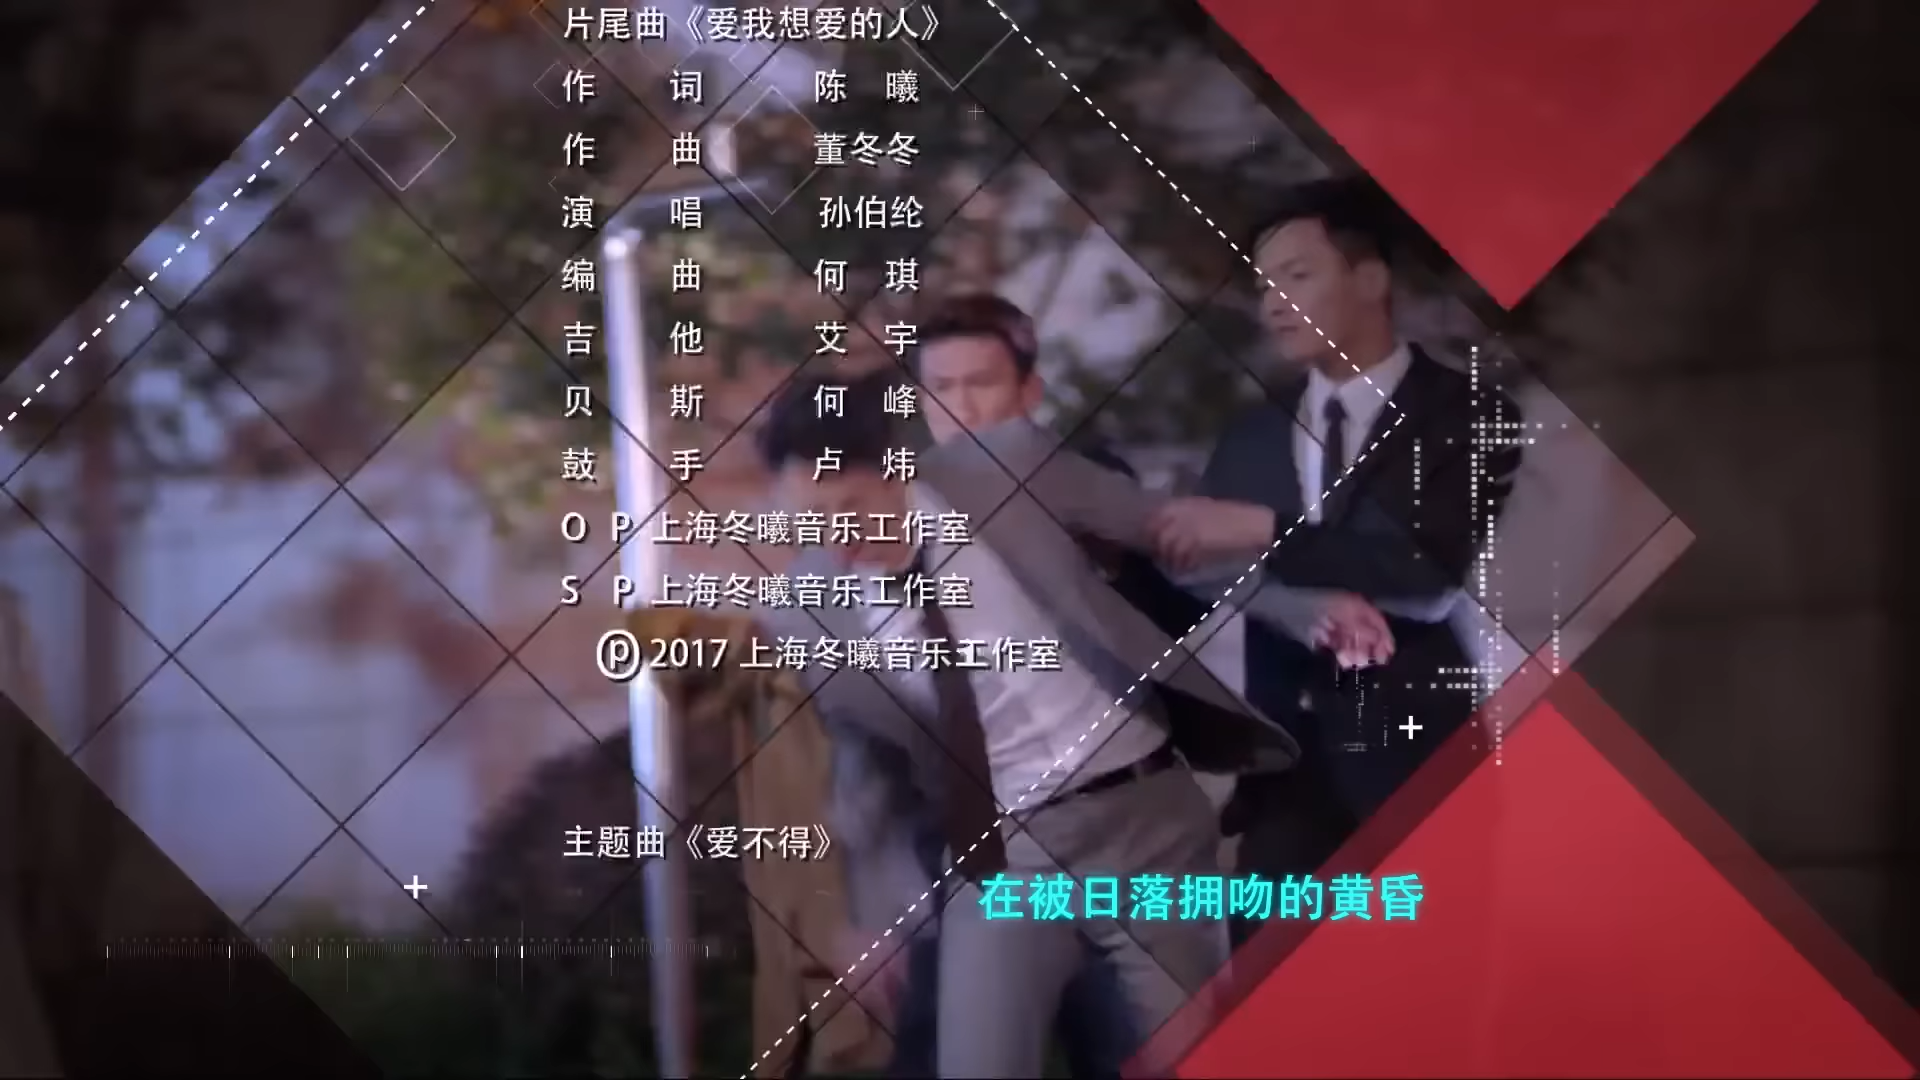 片尾曲《爱我想爱的人》
作 词 陈 曦
作 曲 董冬冬
演 唱 孙伯纶
编 曲 何 琪
吉 他 艾 宇
贝 斯 何 峰
鼓 手 卢 炜
O P 上海冬曦音乐工作室
S P 上海冬曦音乐工作室
℗2017 上海冬曦音乐工作室
主题曲《爱不得》
在被日落拥吻的黄昏